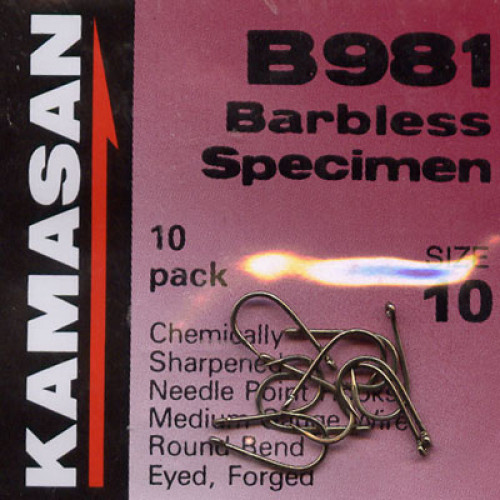 KAMASAN
B981
Barbless
Specimen
10
pack
SIZE
10
Chemically
Sharpened
Needle Point Hooks
Medium Gauge Wire
Round Bend
Eyed, Forged